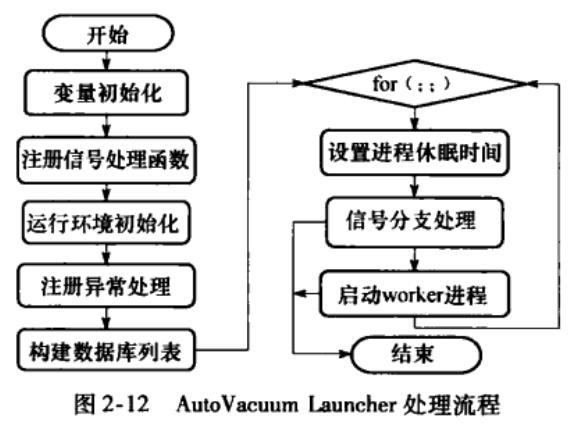 开始
变量初始化
注册信号处理函数
运行环境初始化
注册异常处理
构建数据库列表
for（；；）
设置进程休眠时间
信号分支处理
启动worker进程
结束
图 2-12 AutoVacuum Launcher 处理流程